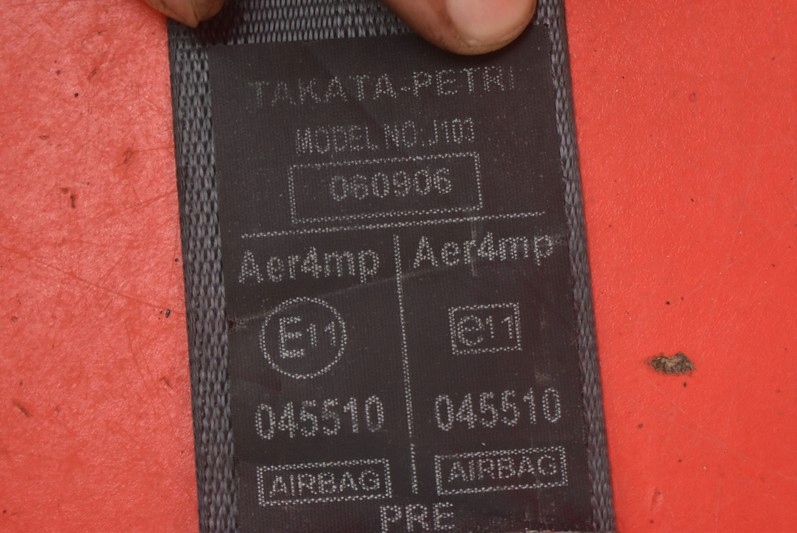 TAKATA-PETRI
MODEL NO:J103
060906
Aer4mp Aer4mp
E11 e11
045510 045510
AIRBAG AIRBAG
PRE